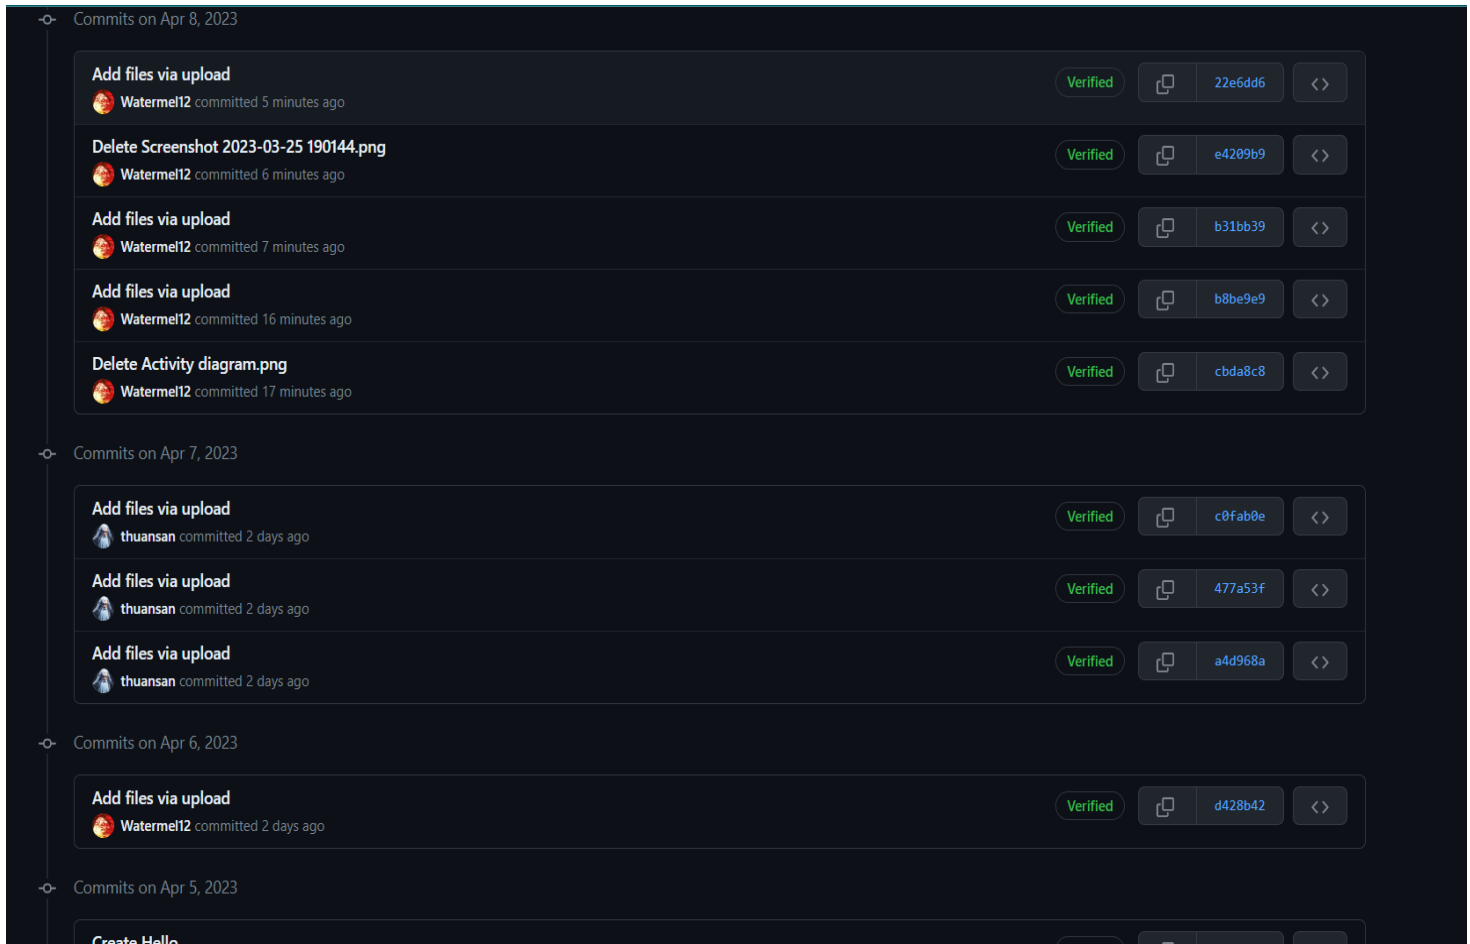 Commits on Apr 8, 2023
Add files via upload
Watermel12 committed 5 minutes ago
Verified
22e6dd6
Delete Screenshot 2023-03-25 190144.png
Watermel12 committed 6 minutes ago
Verified
e4209b9
Add files via upload
Watermel12 committed 7 minutes ago
Verified
b31bb39
Add files via upload
Watermel12 committed 16 minutes ago
Verified
b8be9e9
Delete Activity diagram.png
Watermel12 committed 17 minutes ago
Verified
cbda8c8
Commits on Apr 7, 2023
Add files via upload
thuansan committed 2 days ago
Verified
c0fab0e
Add files via upload
thuansan committed 2 days ago
Verified
477a53f
Add files via upload
thuansan committed 2 days ago
Verified
a4d968a
Commits on Apr 6, 2023
Add files via upload
Watermel12 committed 2 days ago
Verified
d428b42
Commits on Apr 5, 2023
Create Hello